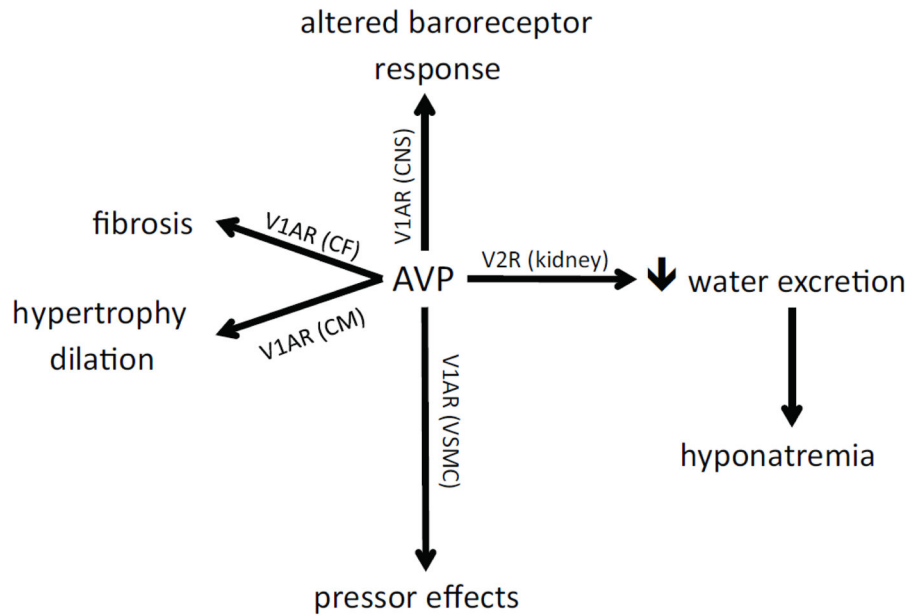 altered baroreceptor
response
V1AR (CNS)
fibrosis
V1AR (CF)
AVP
V2R (kidney)
water excretion
hypertrophy
dilation
V1AR (CM)
V1AR (VSMC)
hyponatremia
pressor effects